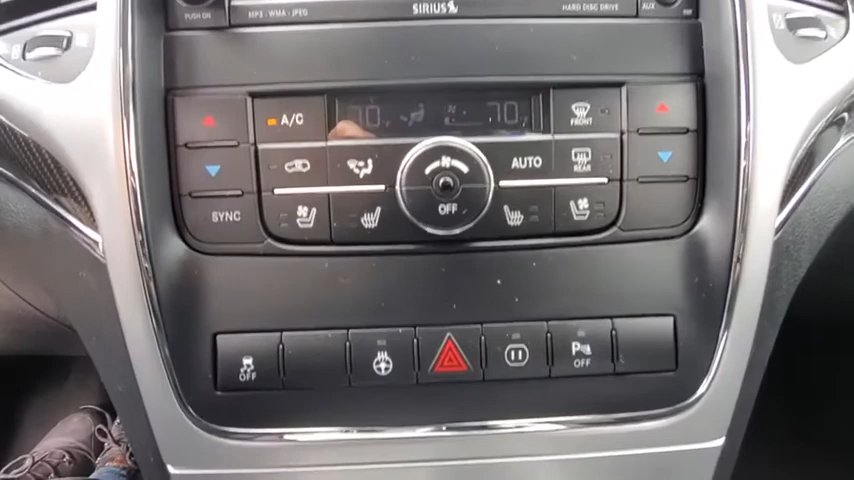 PUSH ON/OFF
MP3 - WMA - JPEG
SIRIUS
HARD DISC DRIVE
AUX
A/C
70
70
FRONT
AUTO
REAR
SYNC
OFF
OFF
P
OFF